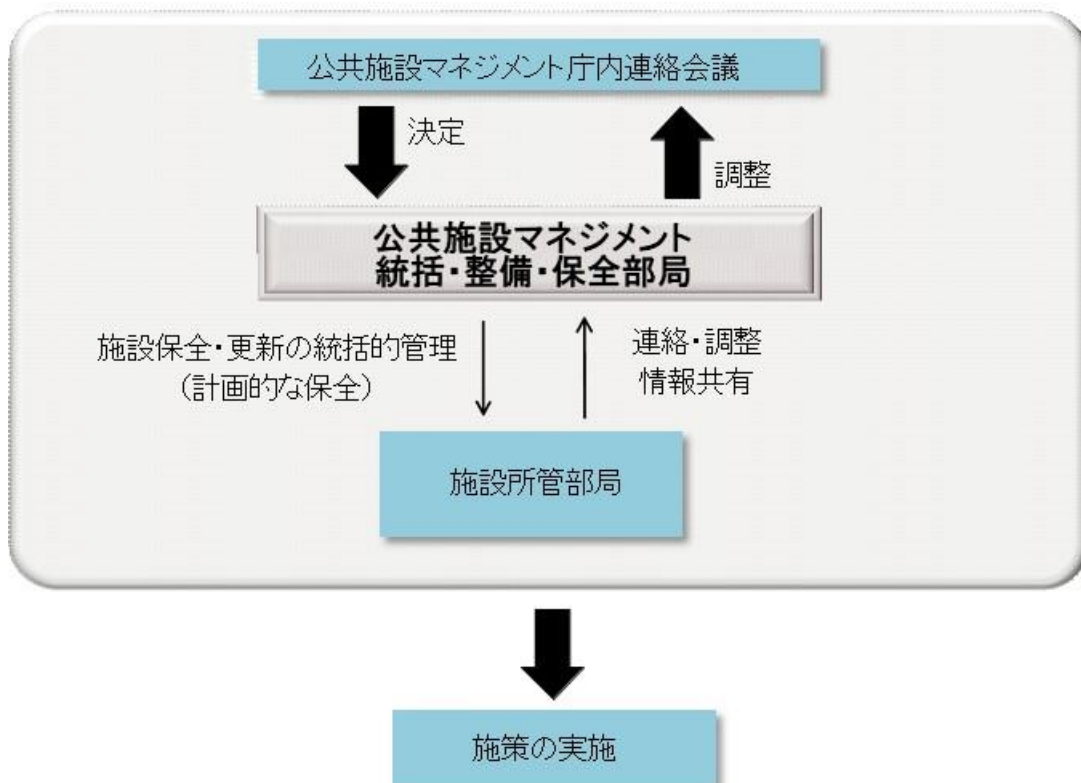 公共施設マネジメント庁内連絡会議
決定
調整
公共施設マネジメント
統括・整備・保全部局
施設保全・更新の統括的管理
(計画的な保全)
連絡・調整
情報共有
施設所管部局
施策の実施